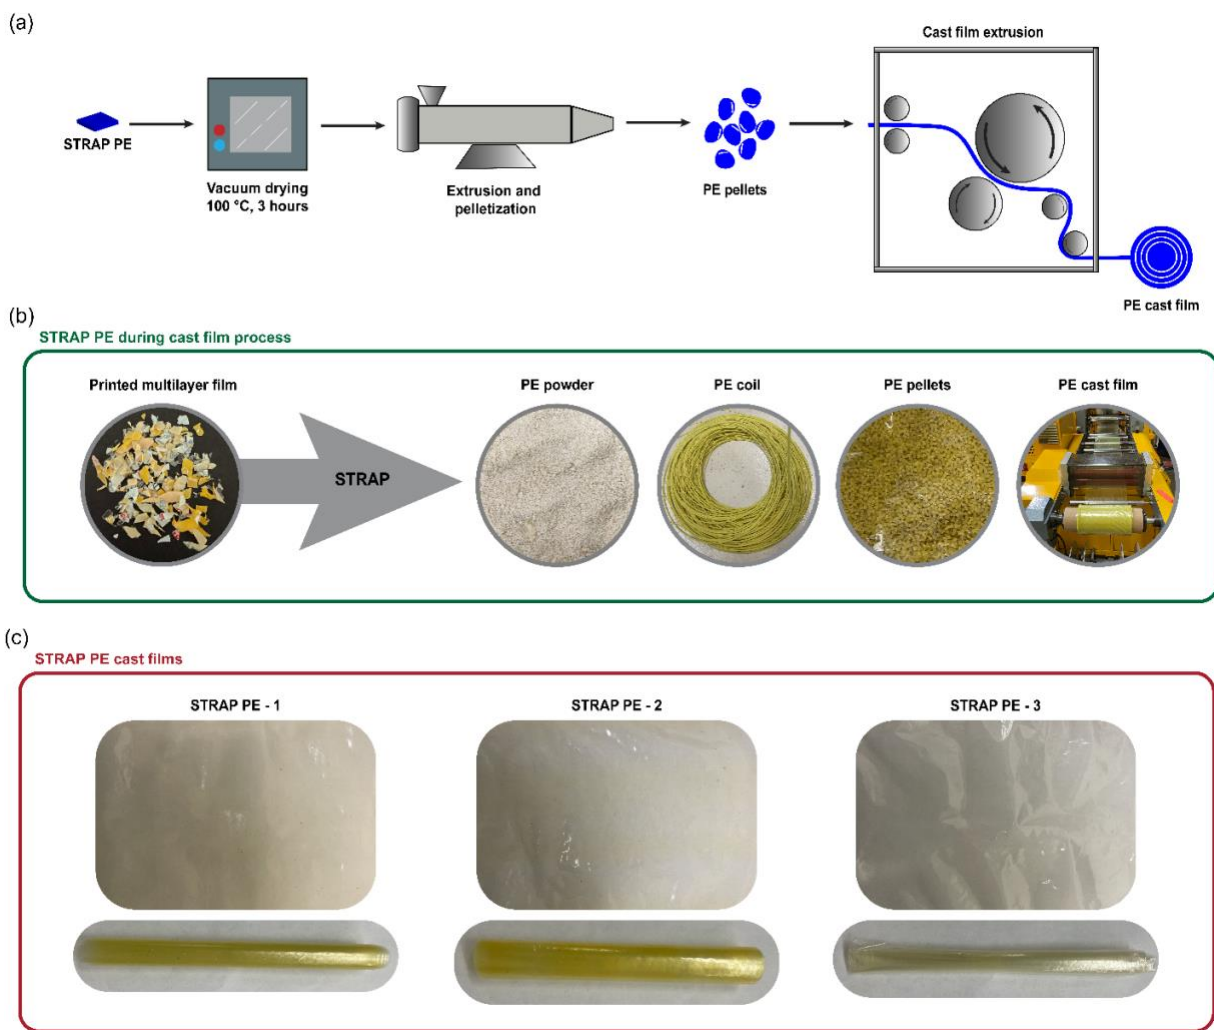 (a)
Cast film extrusion
STRAP PE
Vacuum drying
100 °C, 3 hours
Extrusion and
pelletization
PE pellets
PE cast film
(b)
STRAP PE during cast film process
Printed multilayer film
STRAP
PE powder
PE coil
PE pellets
PE cast film
(c)
STRAP PE cast films
STRAP PE - 1
STRAP PE - 2
STRAP PE - 3